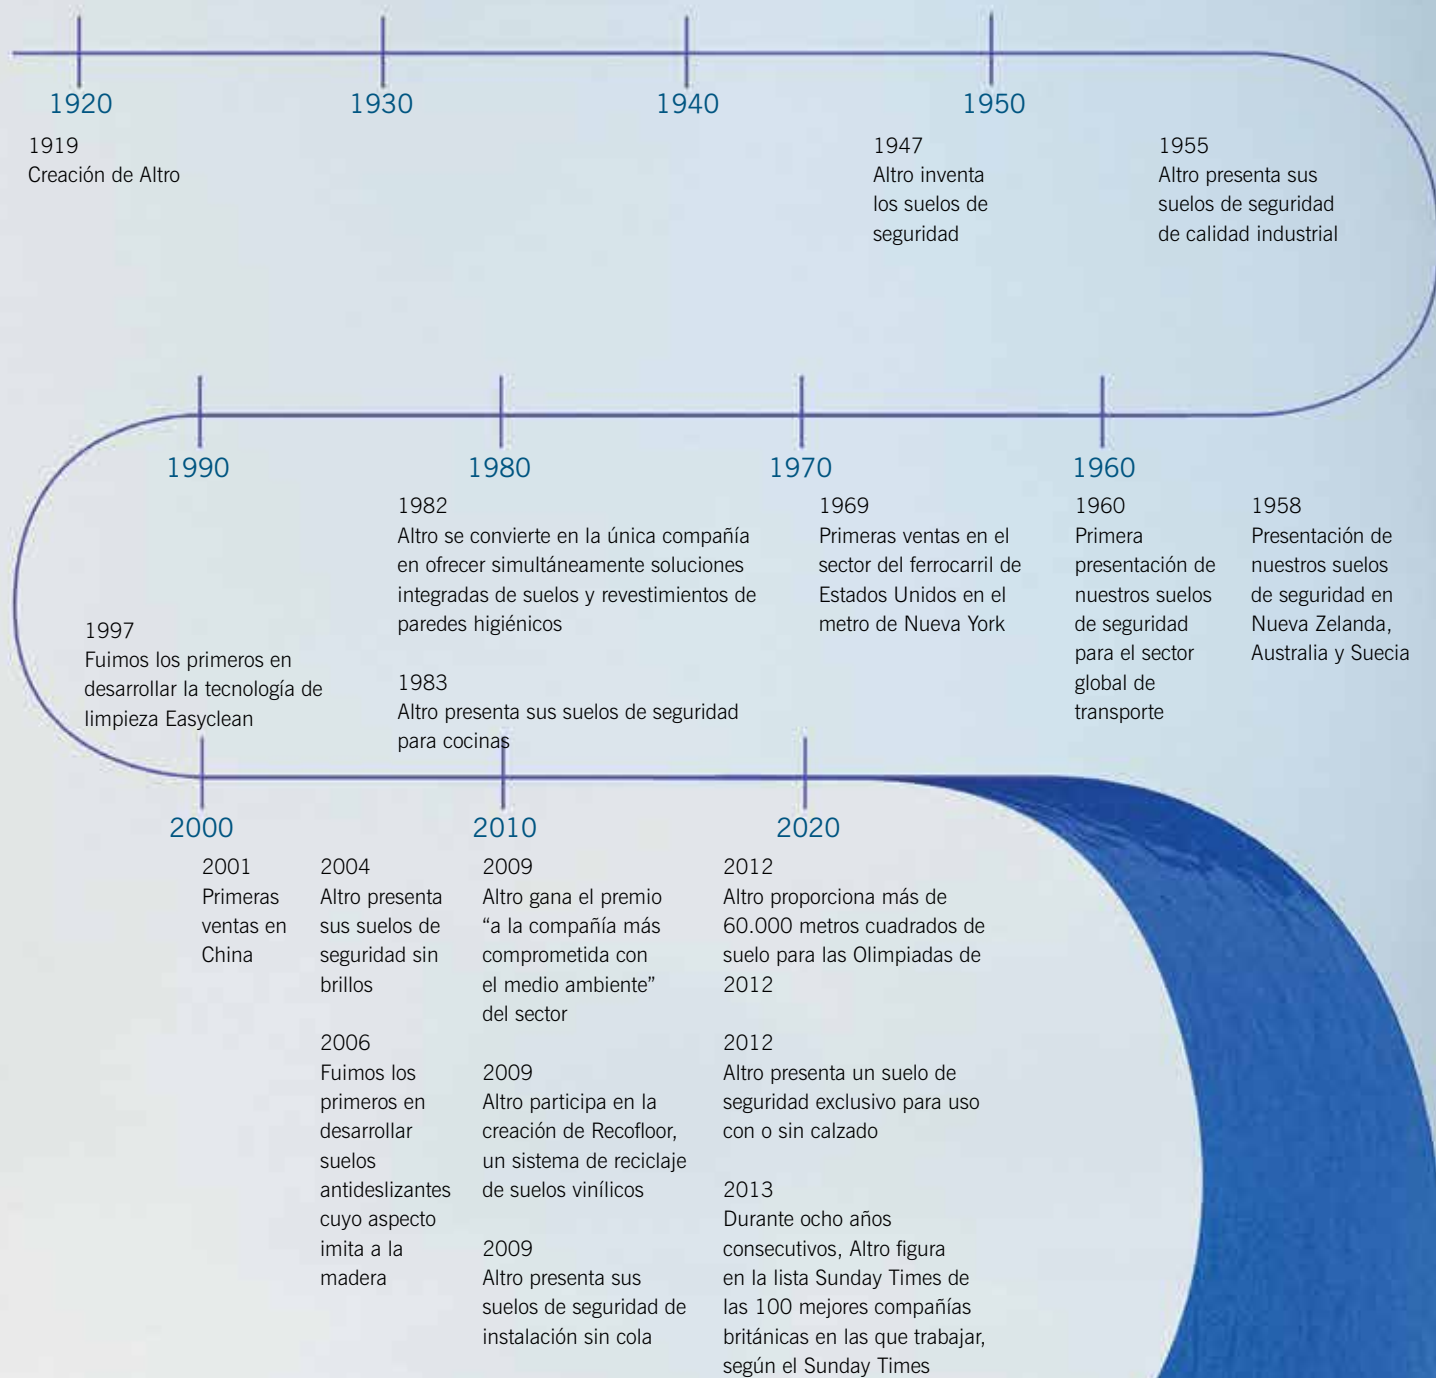 1920
1930
1940
1950
1919
Creación de Altro
1947
Altro inventa
los suelos de
seguridad
1955
Altro presenta sus
suelos de seguridad
de calidad industrial
1990
1980
1970
1960
1997
Fuimos los primeros en
desarrollar la tecnología de
limpieza Easyclean
1982
Altro se convierte en la única compañía
en ofrecer simultáneamente soluciones
integradas de suelos y revestimientos de
paredes higiénicos
1983
Altro presenta sus suelos de seguridad
para cocinas
1969
Primeras ventas en el
sector del ferrocarril de
Estados Unidos en el
metro de Nueva York
1960
Primera
presentación de
nuestros suelos
de seguridad
para el sector
global de
transporte
1958
Presentación de
nuestros suelos
de seguridad en
Nueva Zelanda,
Australia y Suecia
2000
2010
2020
2001
Primeras
ventas en
China
2004
Altro presenta
sus suelos de
seguridad sin
brillos
2006
Fuimos los
primeros en
desarrollar
suelos
antideslizantes
cuyo aspecto
imita a la
madera
2009
Altro gana el premio
“a la compañía más
comprometida con
el medio ambiente”
del sector
2009
Altro participa en la
creación de Recofloor,
un sistema de reciclaje
de suelos vinílicos
2009
Altro presenta sus
suelos de seguridad de
instalación sin cola
2012
Altro proporciona más de
60.000 metros cuadrados de
suelo para las Olimpiadas de
2012
2012
Altro presenta un suelo de
seguridad exclusivo para uso
con o sin calzado
2013
Durante ocho años
consecutivos, Altro figura
en la lista Sunday Times de
las 100 mejores compañías
británicas en las que trabajar,
según el Sunday Times